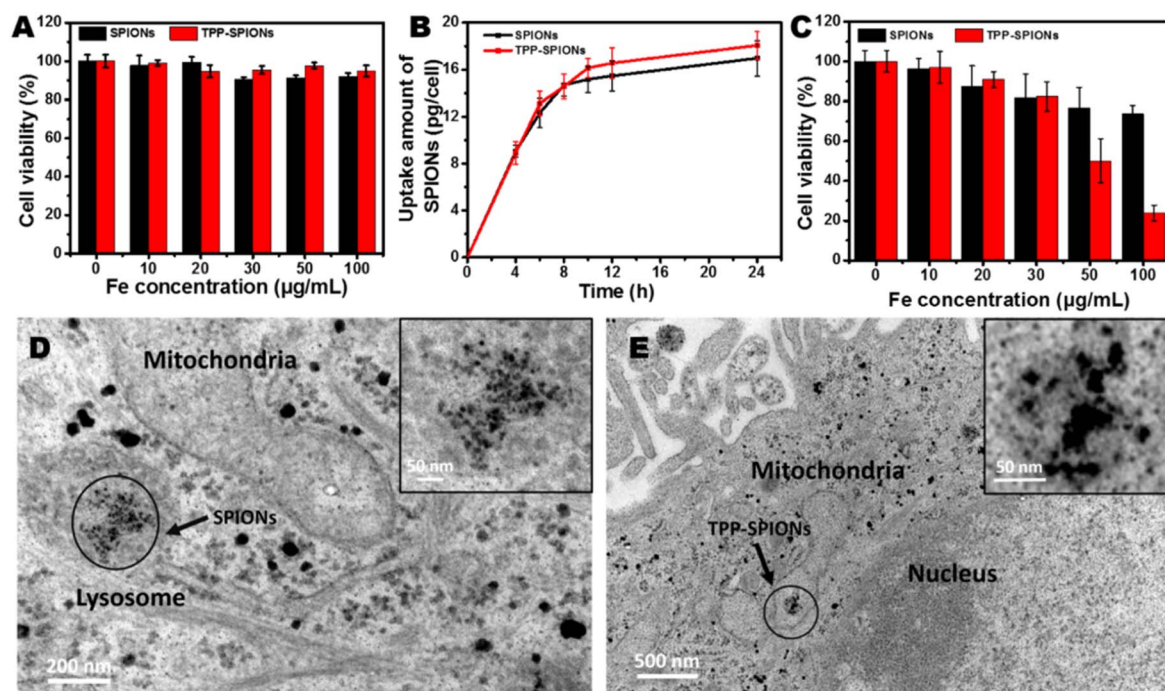 A
SPIONs TPP-SPIONs
Cell viability (%)
120
100
80
60
40
20
0
0 10 20 30 50 100
Fe concentration (µg/mL)
B
SPIONs
TPP-SPIONs
Uptake amount of
SPIONs (pg/cell)
20
16
12
8
4
0
0 4 8 12 16 20 24
Time (h)
C
SPIONs TPP-SPIONs
Cell viability (%)
120
100
80
60
40
20
0
0 10 20 30 50 100
Fe concentration (µg/mL)
D
Mitochondria
50 nm
SPIONs
Lysosome
200 nm
E
50 nm
Mitochondria
TPP-SPIONs
Nucleus
500 nm